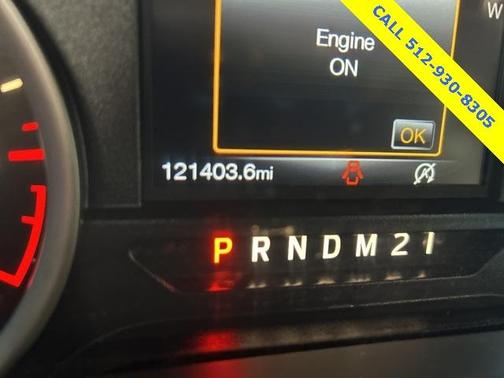 Engine
ON
OK
121403.6mi
P R N D M 2 1
CALL 512-930-8305
W